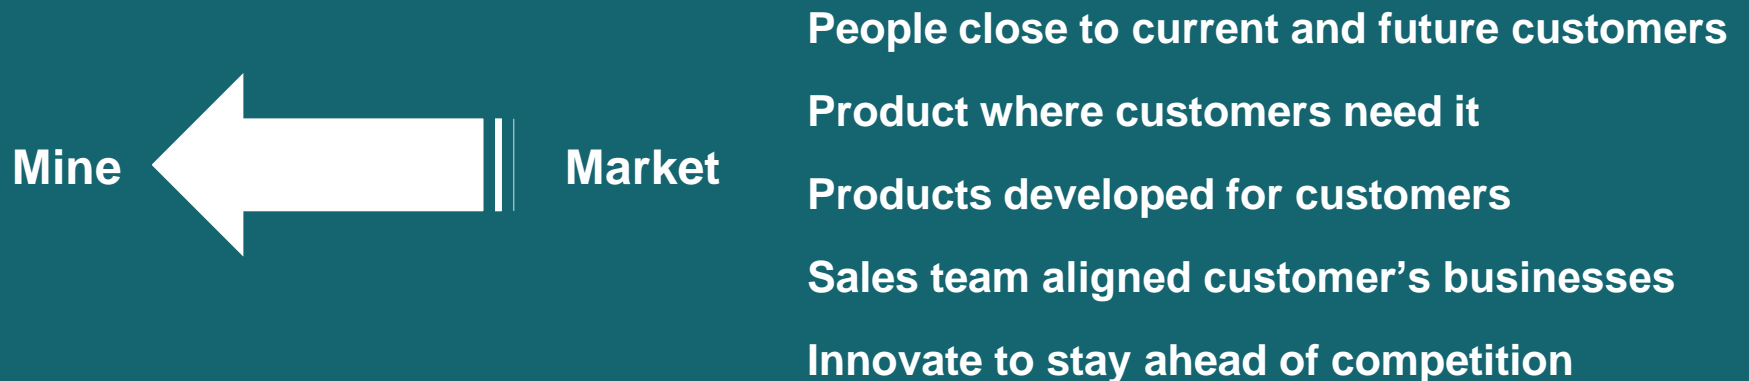 Mine
Market
People close to current and future customers
Product where customers need it
Products developed for customers
Sales team aligned customer’s businesses
Innovate to stay ahead of competition